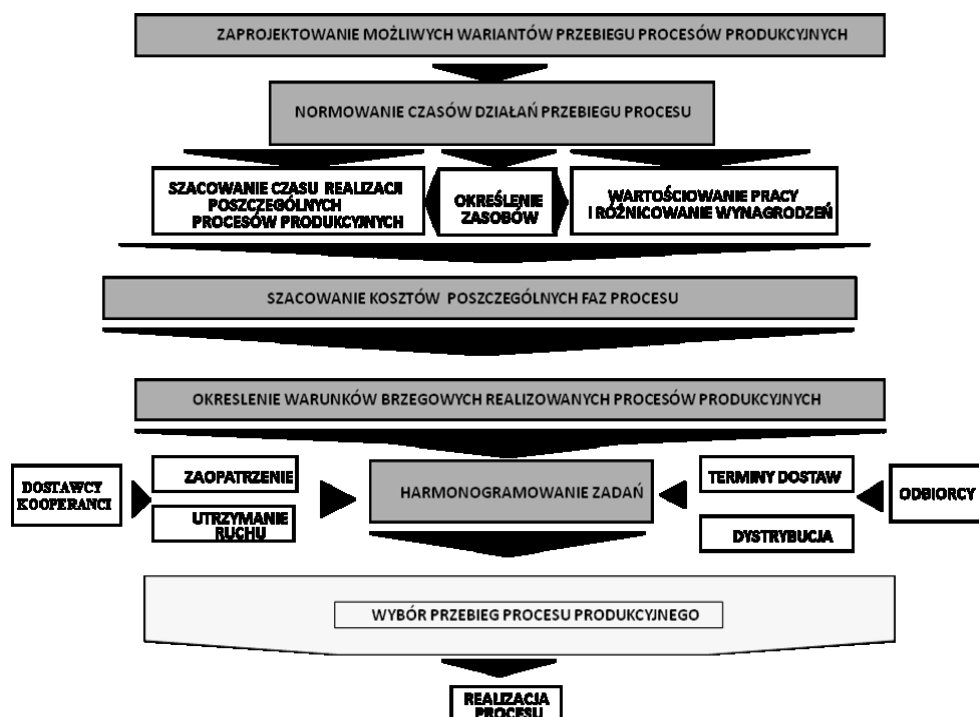 ZAPROJEKTOWANIE MOŻLIWYCH WARIANTÓW PRZEBIEGU PROCESÓW PRODUKCYJNYCH
NORMOWANIE CZASÓW DZIAŁAŃ PRZEBIEGU PROCESU
SZACOWANIE CZASU REALIZACJI
POSZCZEGÓLNYCH
PROCESÓW PRODUKCYJNYCH
OKREŚLENIE
ZASOBÓW
WARTOŚCIOWANIE PRACY
I RÓŻNICOWANIE WYNAGRODZEŃ
SZACOWANIE KOSZTÓW POSZCZEGÓLNYCH FAZ PROCESU
OKRESLENIE WARUNKÓW BRZEGOWYCH REALIZOWANYCH PROCESÓW PRODUKCYJNYCH
DOSTAWCY
KOOPERANCI
ZAOPATRZENIE
UTRZYMANIE
RUCHU
HARMONOGRAMOWANIE ZADAŃ
TERMINY DOSTAW
DYSTRYBUCJA
ODBIORCY
WYBÓR PRZEBIEG PROCESU PRODUKCYJNEGO
REALIZACJA
PROCESU